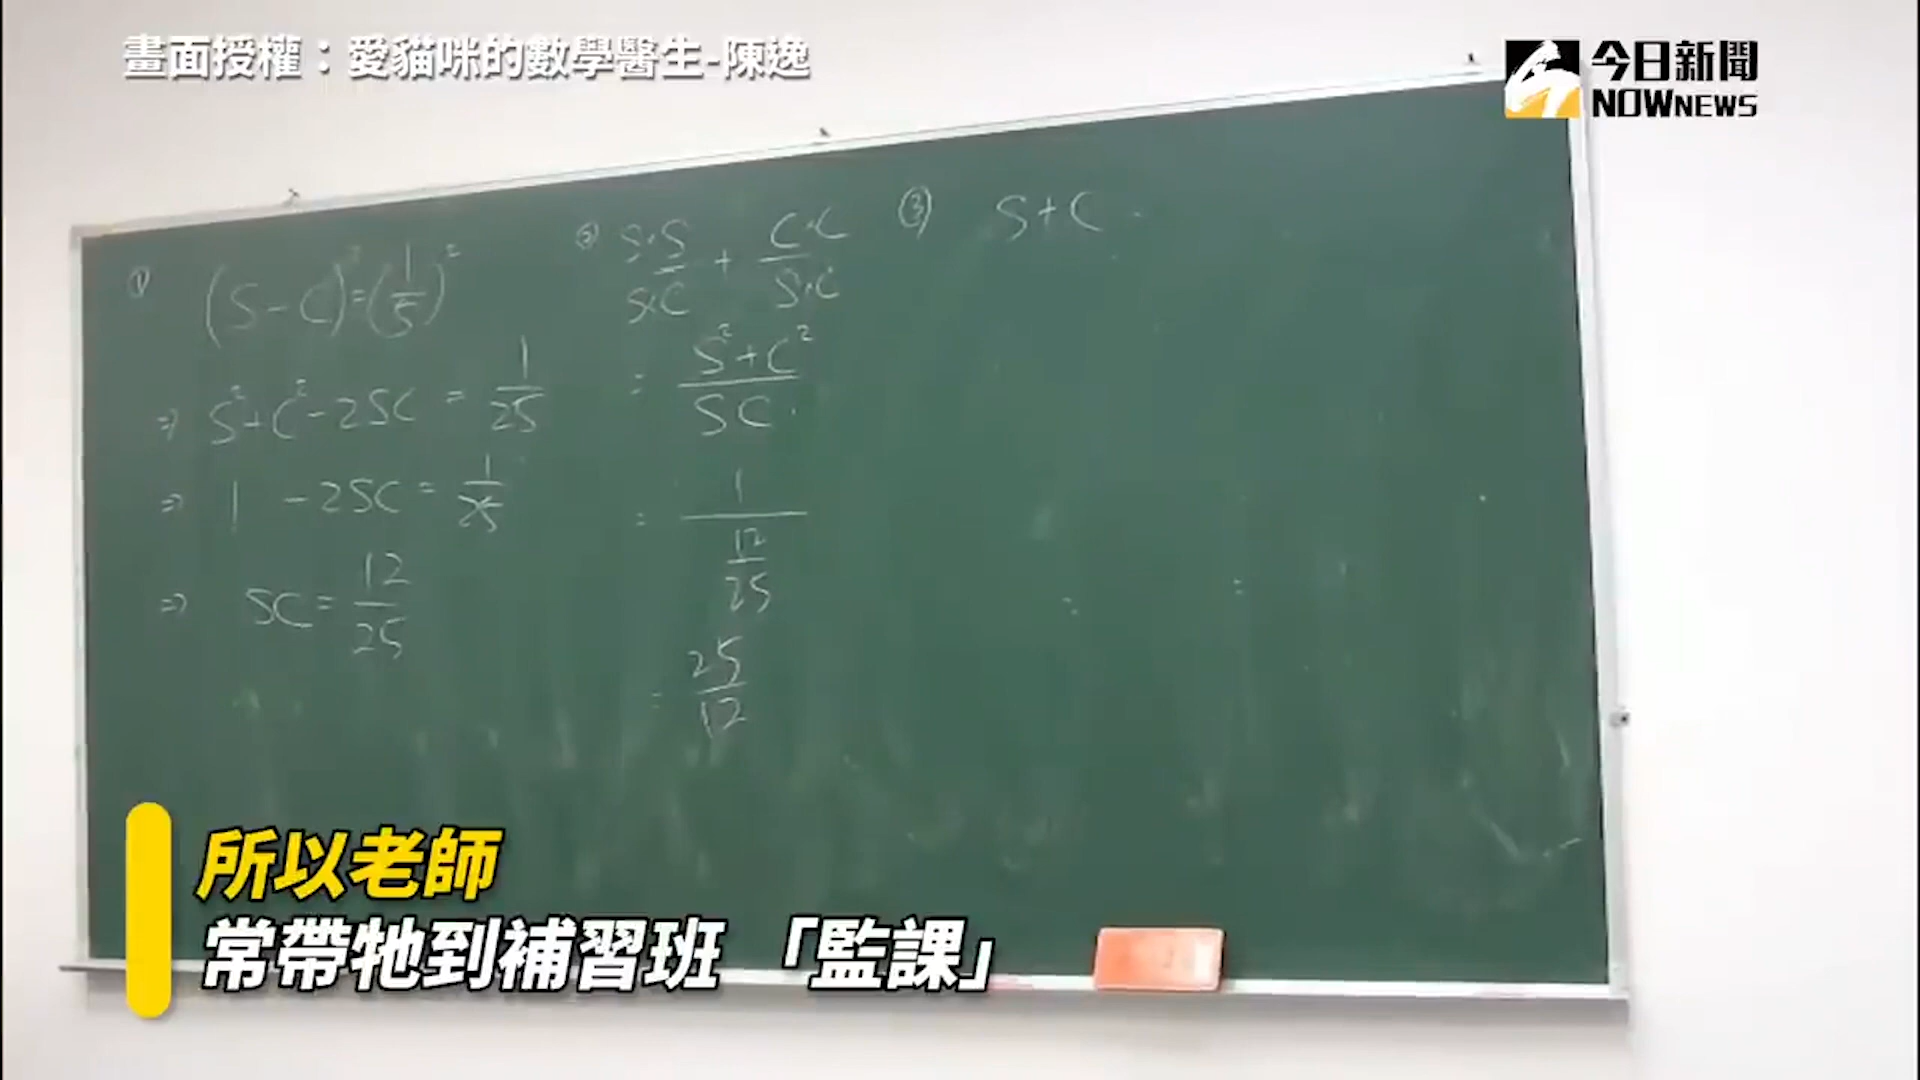 畫面授權：愛貓咪的數學醫生-陳逸
今日新聞
NOWNEWS
① (S-C)²=(1/5)²
⇒ S²+C²-2SC = 1/25
⇒ 1 -2SC = 1/25
⇒ SC = 12/25
② S·S/S·C + C·C/S·C
= S²+C²/SC
= 1/(12/25)
= 25/12
③ S+C
所以老師
常帶牠到補習班「監課」